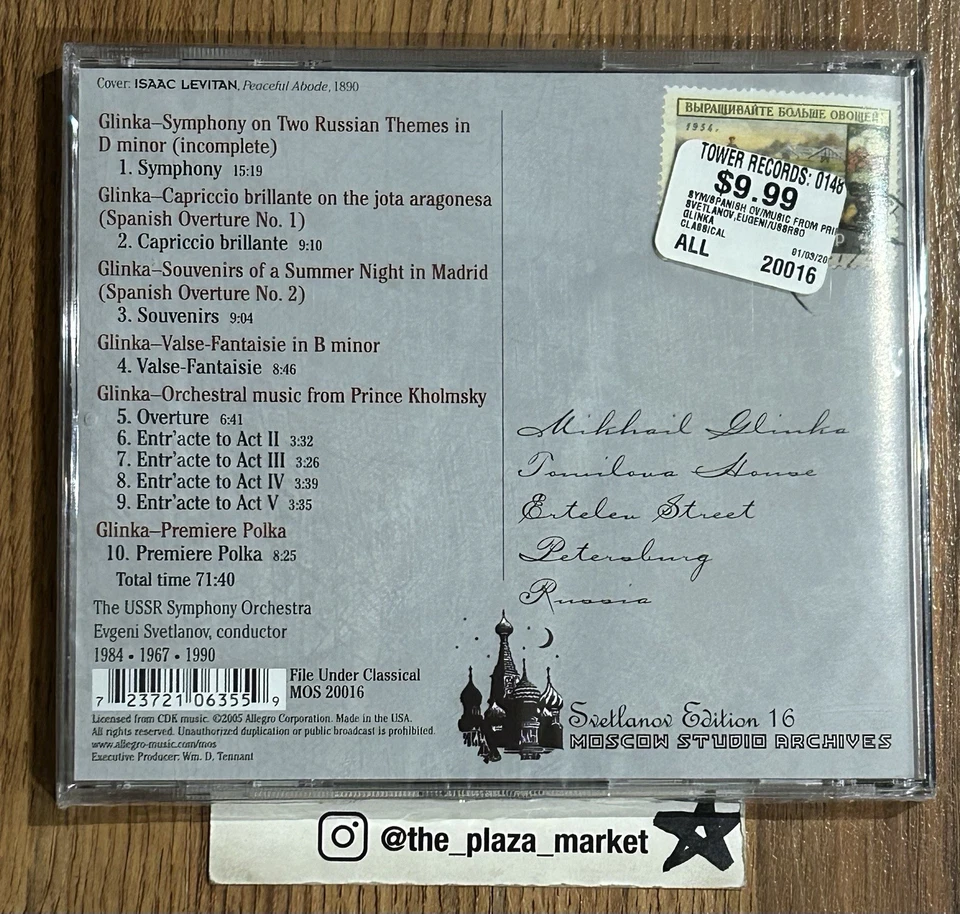 Cover: ISAAC LEVITAN, Peaceful Abode, 1890
Glinka–Symphony on Two Russian Themes in
D minor (incomplete)
1. Symphony 15:19
Glinka–Capriccio brillante on the jota aragonesa
(Spanish Overture No. 1)
2. Capriccio brillante 9:10
Glinka–Souvenirs of a Summer Night in Madrid
(Spanish Overture No. 2)
3. Souvenirs 9:04
Glinka–Valse-Fantaisie in B minor
4. Valse-Fantaisie 8:46
Glinka–Orchestral music from Prince Kholmsky
5. Overture 6:41
6. Entr'acte to Act II 3:32
7. Entr'acte to Act III 3:26
8. Entr'acte to Act IV 3:39
9. Entr'acte to Act V 3:35
Glinka–Premiere Polka
10. Premiere Polka 8:25
Total time 71:40
The USSR Symphony Orchestra
Evgeni Svetlanov, conductor
1984 • 1967 • 1990
7 23721 06355 9
File Under Classical
MOS 20016
Licensed from CDK music. ©2005 Allegro Corporation. Made in the USA.
All rights reserved. Unauthorized duplication or public broadcast is prohibited.
www.allegro-music.com/mos
Executive Producer: Wm. D. Tennant
ВЫРАЩИВАЙТЕ БОЛЬШЕ ОВОЩЕЙ!
1954.
TOWER RECORDS: 0148
$9.99
SYM/SPANISH OV/MUSIC FROM PRI
SVETLANOV,EUGENI/USSRSO
GLINKA
CLASSICAL
01/03/20
ALL 20016
Mikhail Glinka
Tomilova House
Ertelev Street
Petersburg
Russia
Svetlanov Edition 16
MOSCOW STUDIO ARCHIVES
@the_plaza_market